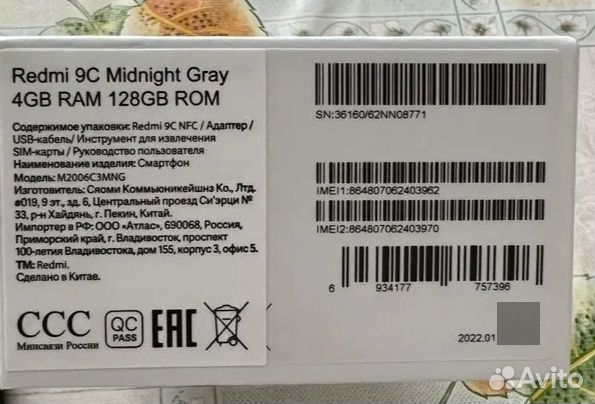 Redmi 9C Midnight Gray
4GB RAM 128GB ROM
Содержимое упаковки: Redmi 9C NFC / Адаптер /
USB-кабель/ Инструмент для извлечения
SIM-карты / Руководство пользователя
Наименование изделия: Смартфон
Модель: M2006C3MNG
Изготовитель: Сяоми Коммьюникейшнз Ко., Лтд.
#019, 9 эт., зд. 6, Центральный проезд Си'эрци №
33, р-н Хайдянь, г. Пекин, Китай.
Импортер в РФ: ООО «Атлас», 690068, Россия,
Приморский край, г. Владивосток, проспект
100-летия Владивостока, дом 155, корпус 3, офис 5.
ТМ: Redmi.
Сделано в Китае.
ССС
Минсвязи России
QC
PASS
EAC
SN:36160/62NN08771
IMEI1:864807062403962
IMEI2:864807062403970
6 934177 757396
2022.01
Avito